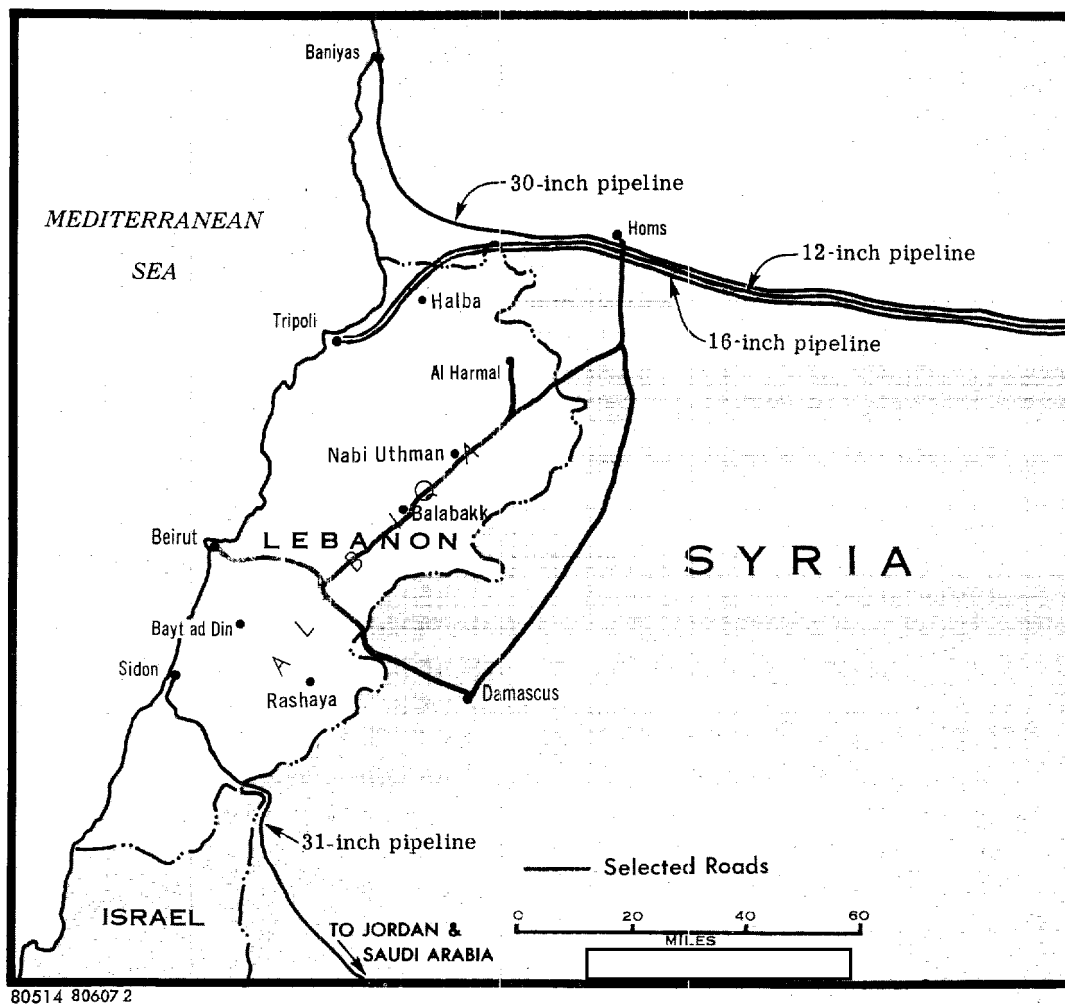 Baniyas
30-inch pipeline
MEDITERRANEAN
SEA
Homs
12-inch pipeline
Halba
Tripoli
16-inch pipeline
Al Harmal
Nabi Uthman
Balabakk
Beirut
LEBANON
SYRIA
AL BIQA
Bayt ad Din
Sidon
Rashaya
Damascus
31-inch pipeline
Selected Roads
ISRAEL
0 20 40 60
MILES
TO JORDAN &
SAUDI ARABIA
80514 80607 2